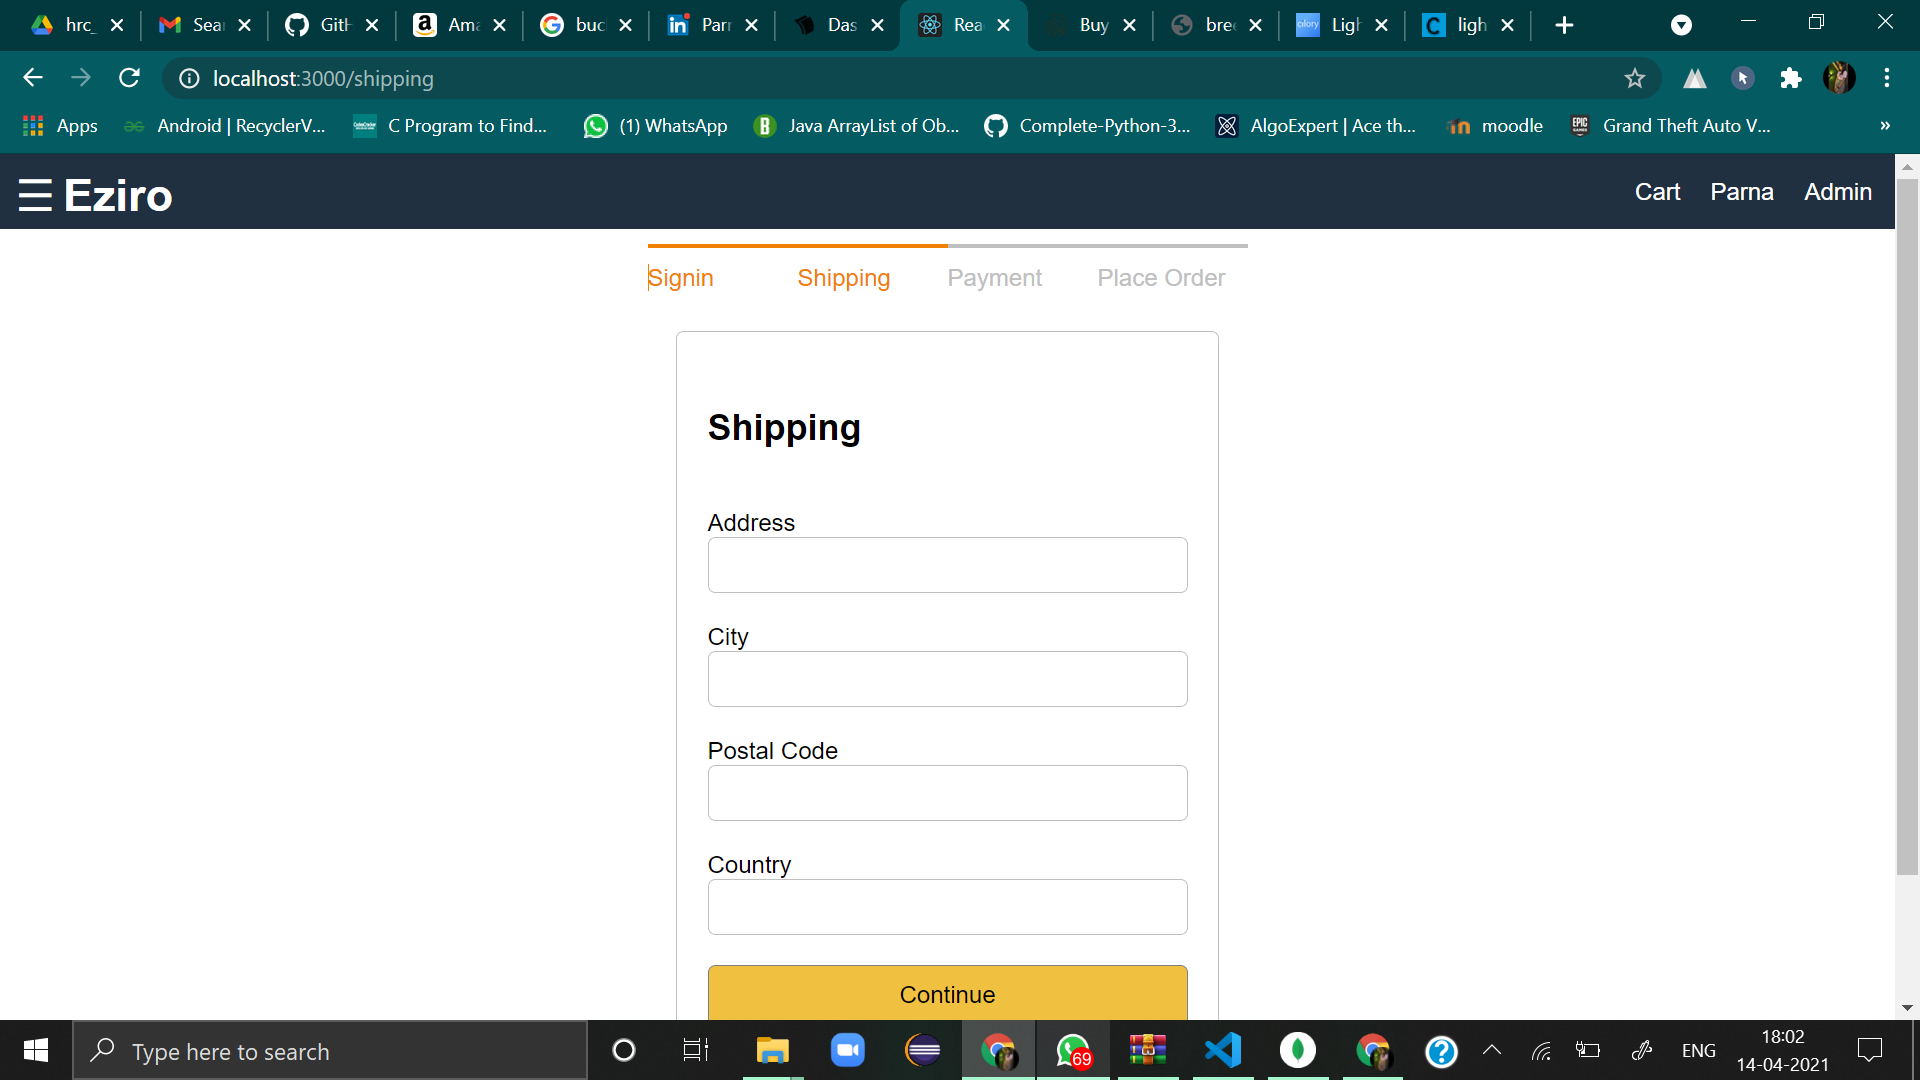 hrc_ Sear GitH Ama buc Parn Das Rea Buy bree Ligh ligh
localhost:3000/shipping
Apps Android | RecyclerV... C Program to Find... (1) WhatsApp Java ArrayList of Ob... Complete-Python-3... AlgoExpert | Ace th... moodle Grand Theft Auto V... »
Eziro Cart Parna Admin
Signin Shipping Payment Place Order
Shipping
Address
City
Postal Code
Country
Continue
Type here to search 69 ENG 18:02
14-04-2021